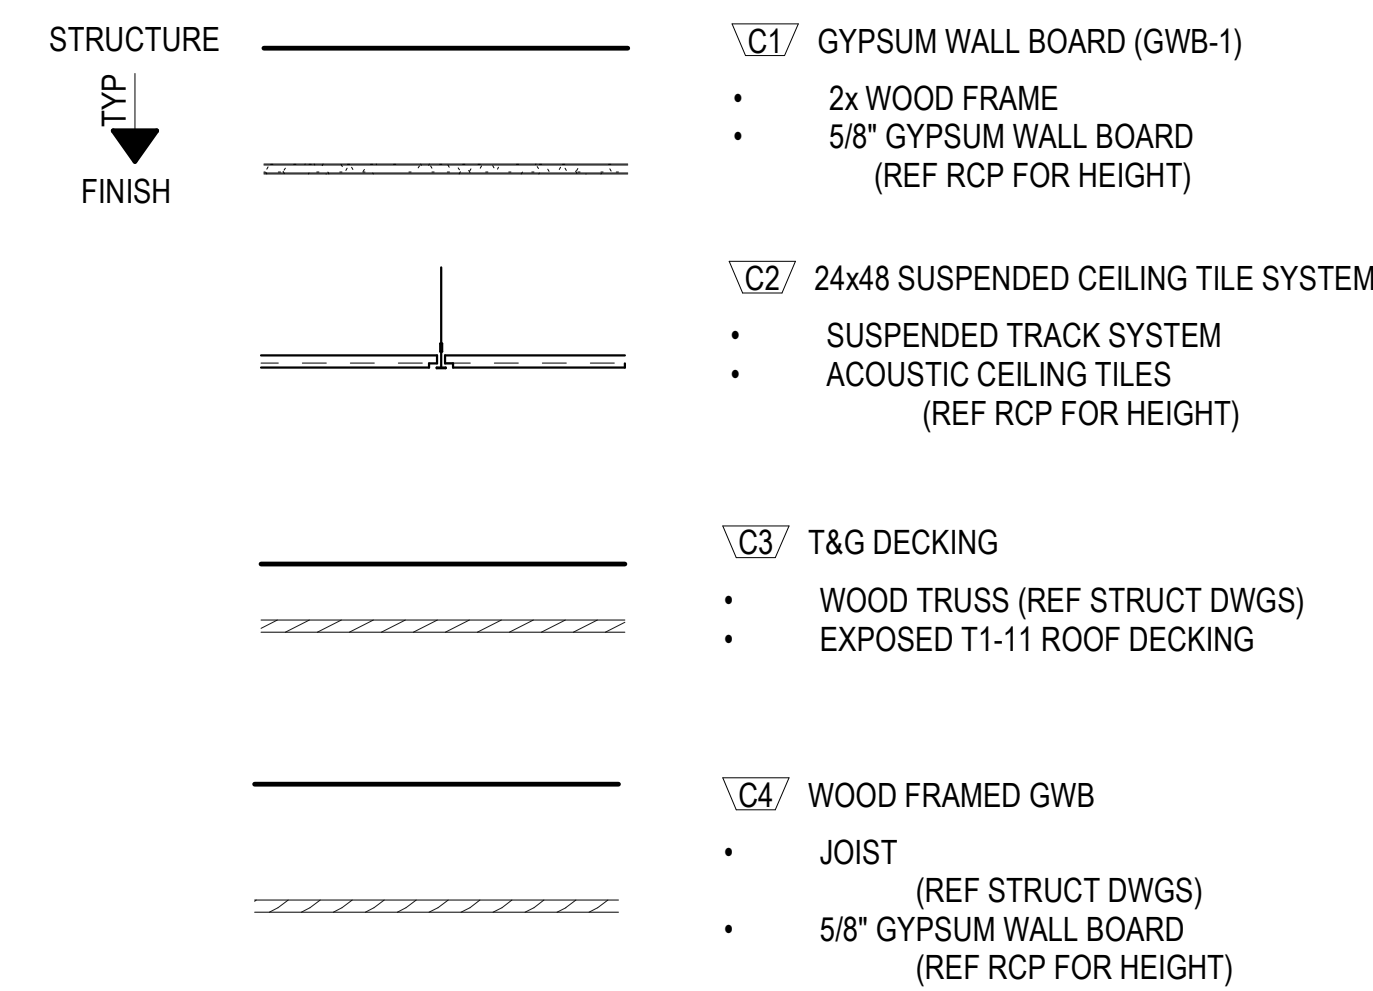 STRUCTURE
TYP
FINISH
C1 GYPSUM WALL BOARD (GWB-1)
• 2x WOOD FRAME
• 5/8" GYPSUM WALL BOARD
(REF RCP FOR HEIGHT)
C2 24x48 SUSPENDED CEILING TILE SYSTEM
• SUSPENDED TRACK SYSTEM
• ACOUSTIC CEILING TILES
(REF RCP FOR HEIGHT)
C3 T&G DECKING
• WOOD TRUSS (REF STRUCT DWGS)
• EXPOSED T1-11 ROOF DECKING
C4 WOOD FRAMED GWB
• JOIST
(REF STRUCT DWGS)
• 5/8" GYPSUM WALL BOARD
(REF RCP FOR HEIGHT)